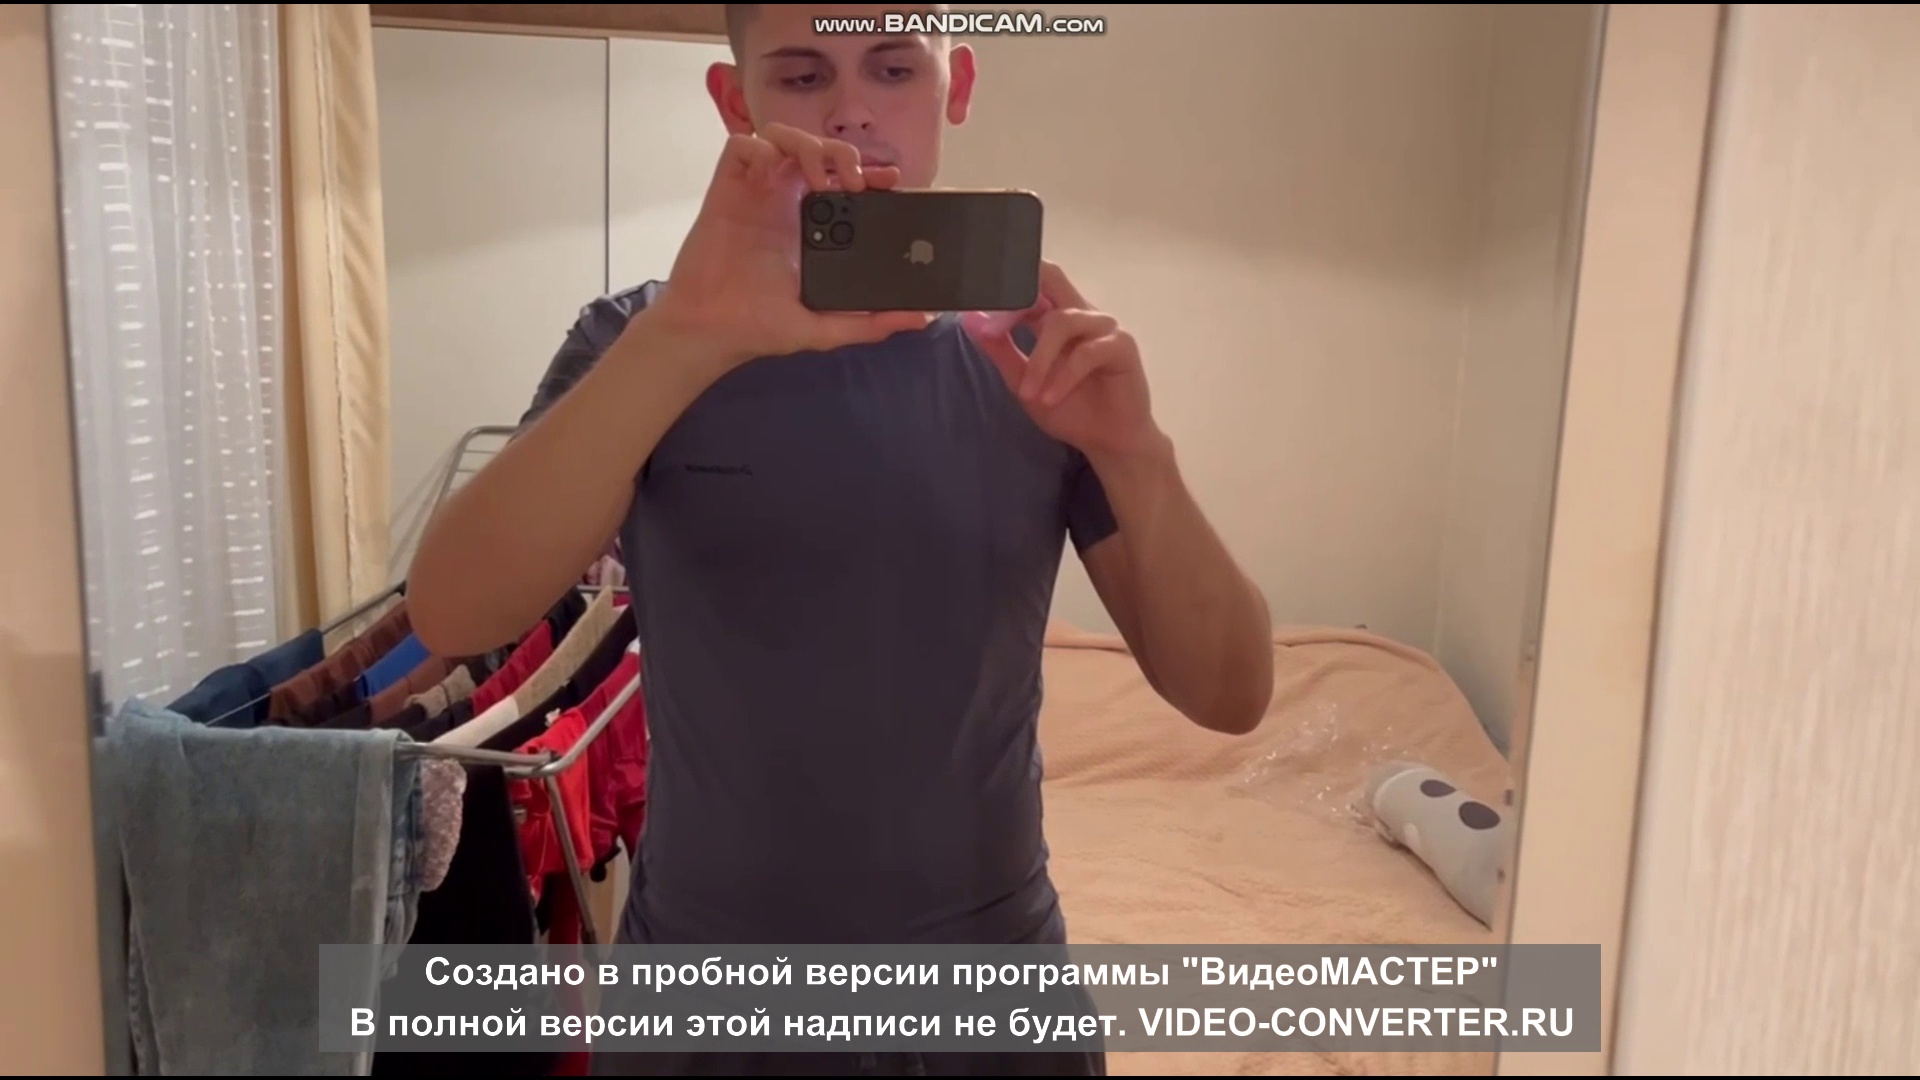 www.BANDICAM.com
Создано в пробной версии программы "ВидеоМАСТЕР"
В полной версии этой надписи не будет. VIDEO-CONVERTER.RU